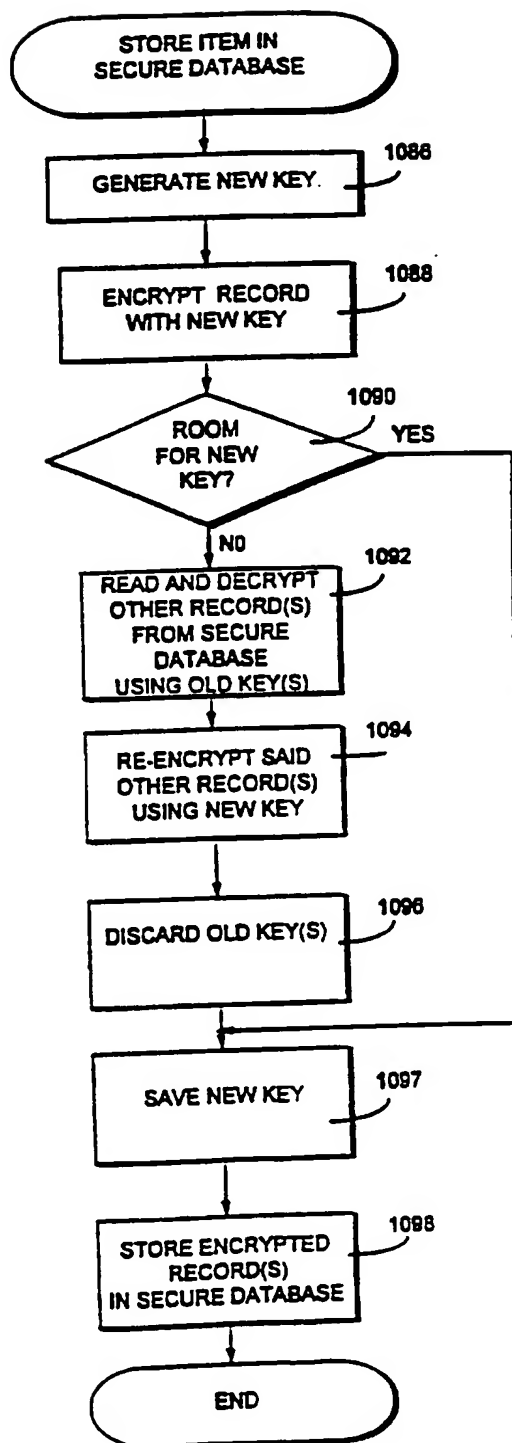 STORE ITEM IN
SECURE DATABASE
1086
GENERATE NEW KEY
1088
ENCRYPT RECORD
WITH NEW KEY
1090
ROOM
FOR NEW
KEY?
YES
NO
1092
READ AND DECRYPT
OTHER RECORD(S)
FROM SECURE
DATABASE
USING OLD KEY(S)
1094
RE-ENCRYPT SAID
OTHER RECORD(S)
USING NEW KEY
1096
DISCARD OLD KEY(S)
1097
SAVE NEW KEY
1098
STORE ENCRYPTED
RECORD(S)
IN SECURE DATABASE
END